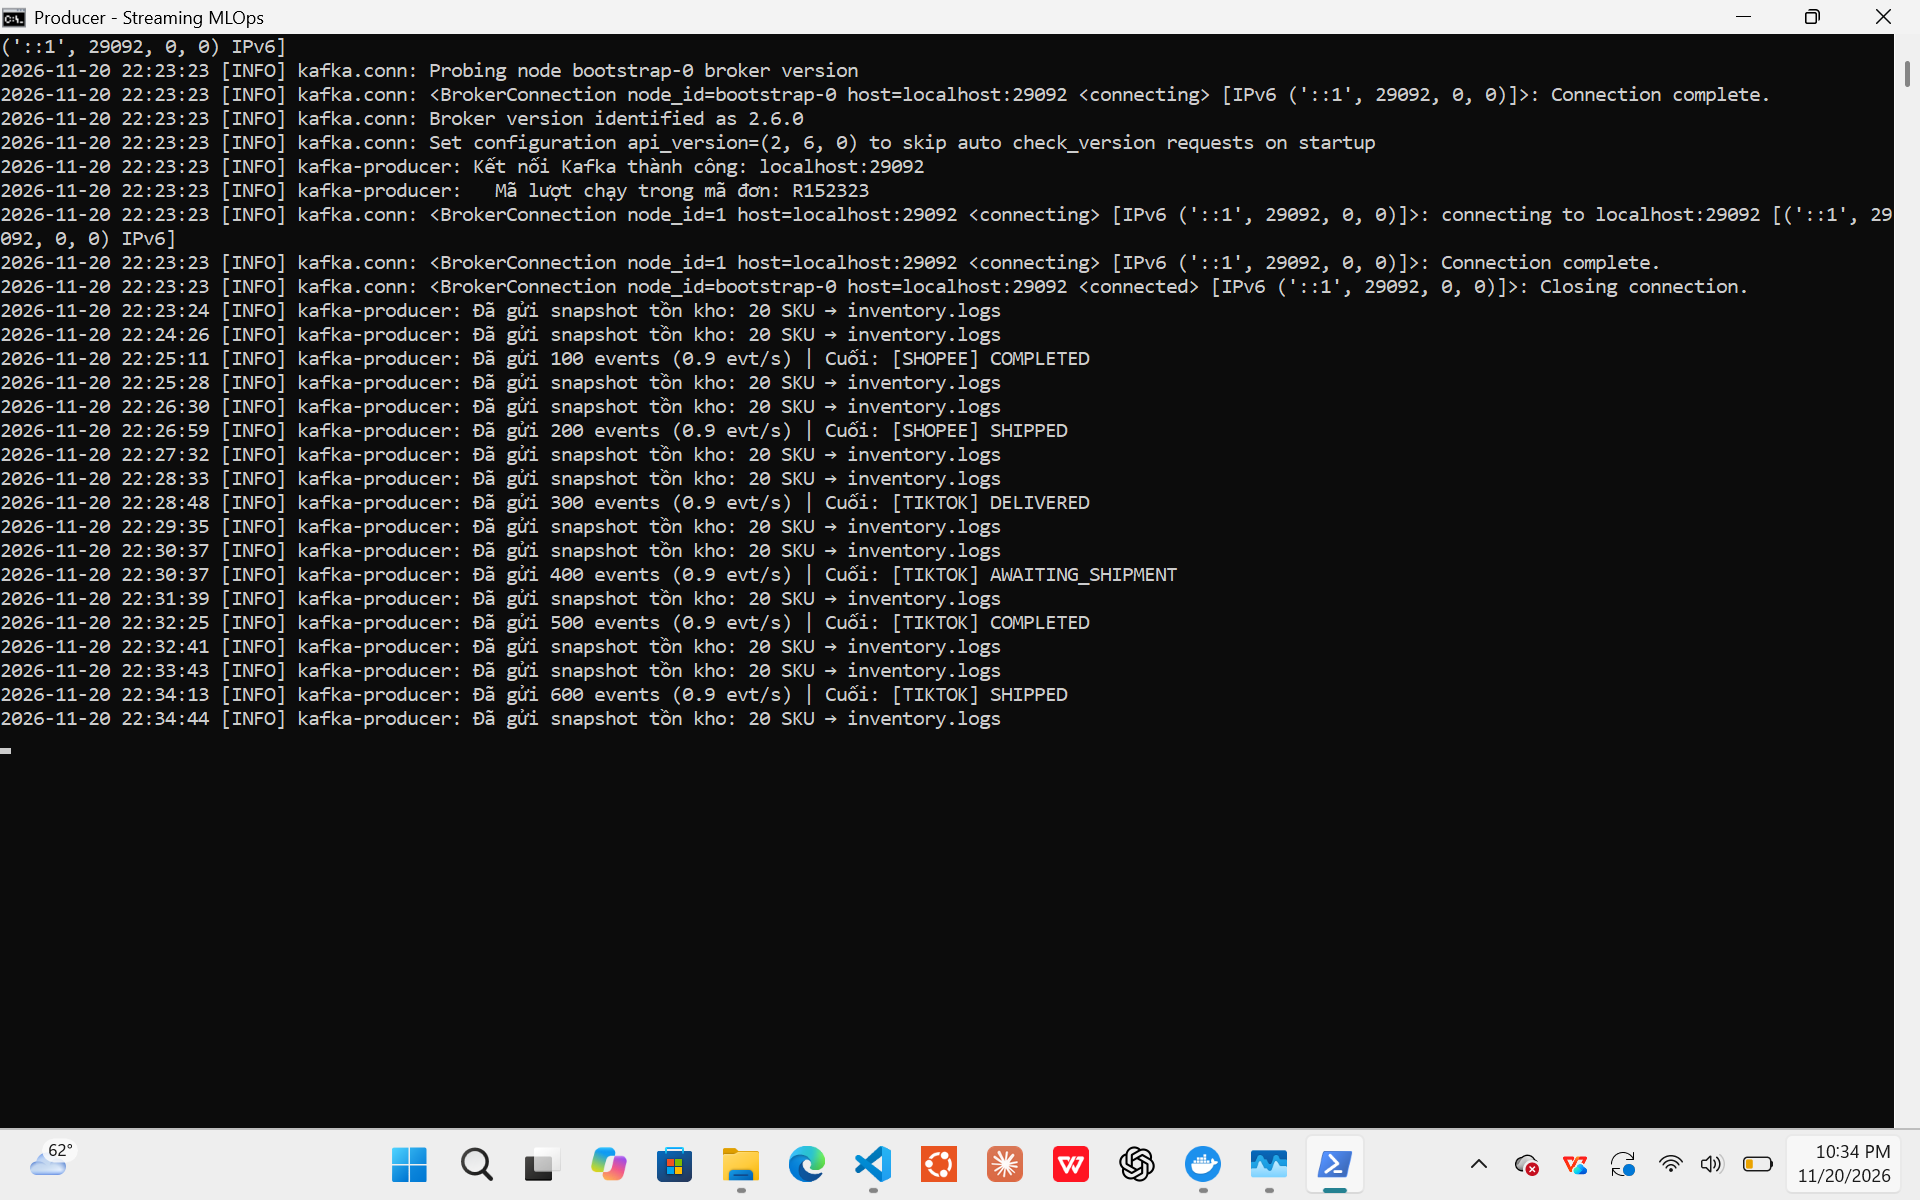 Producer - Streaming MLOps
('::1', 29092, 0, 0) IPv6]
2026-11-20 22:23:23 [INFO] kafka.conn: Probing node bootstrap-0 broker version
2026-11-20 22:23:23 [INFO] kafka.conn: <BrokerConnection node_id=bootstrap-0 host=localhost:29092 <connecting> [IPv6 ('::1', 29092, 0, 0)]>: Connection complete.
2026-11-20 22:23:23 [INFO] kafka.conn: Broker version identified as 2.6.0
2026-11-20 22:23:23 [INFO] kafka.conn: Set configuration api_version=(2, 6, 0) to skip auto check_version requests on startup
2026-11-20 22:23:23 [INFO] kafka-producer: Kết nối Kafka thành công: localhost:29092
2026-11-20 22:23:23 [INFO] kafka-producer:   Mã lượt chạy trong mã đơn: R152323
2026-11-20 22:23:23 [INFO] kafka.conn: <BrokerConnection node_id=1 host=localhost:29092 <connecting> [IPv6 ('::1', 29092, 0, 0)]>: connecting to localhost:29092 [('::1', 29
092, 0, 0) IPv6]
2026-11-20 22:23:23 [INFO] kafka.conn: <BrokerConnection node_id=1 host=localhost:29092 <connecting> [IPv6 ('::1', 29092, 0, 0)]>: Connection complete.
2026-11-20 22:23:23 [INFO] kafka.conn: <BrokerConnection node_id=bootstrap-0 host=localhost:29092 <connected> [IPv6 ('::1', 29092, 0, 0)]>: Closing connection.
2026-11-20 22:23:24 [INFO] kafka-producer: Đã gửi snapshot tồn kho: 20 SKU → inventory.logs
2026-11-20 22:24:26 [INFO] kafka-producer: Đã gửi snapshot tồn kho: 20 SKU → inventory.logs
2026-11-20 22:25:11 [INFO] kafka-producer: Đã gửi 100 events (0.9 evt/s) | Cuối: [SHOPEE] COMPLETED
2026-11-20 22:25:28 [INFO] kafka-producer: Đã gửi snapshot tồn kho: 20 SKU → inventory.logs
2026-11-20 22:26:30 [INFO] kafka-producer: Đã gửi snapshot tồn kho: 20 SKU → inventory.logs
2026-11-20 22:26:59 [INFO] kafka-producer: Đã gửi 200 events (0.9 evt/s) | Cuối: [SHOPEE] SHIPPED
2026-11-20 22:27:32 [INFO] kafka-producer: Đã gửi snapshot tồn kho: 20 SKU → inventory.logs
2026-11-20 22:28:33 [INFO] kafka-producer: Đã gửi snapshot tồn kho: 20 SKU → inventory.logs
2026-11-20 22:28:48 [INFO] kafka-producer: Đã gửi 300 events (0.9 evt/s) | Cuối: [TIKTOK] DELIVERED
2026-11-20 22:29:35 [INFO] kafka-producer: Đã gửi snapshot tồn kho: 20 SKU → inventory.logs
2026-11-20 22:30:37 [INFO] kafka-producer: Đã gửi snapshot tồn kho: 20 SKU → inventory.logs
2026-11-20 22:30:37 [INFO] kafka-producer: Đã gửi 400 events (0.9 evt/s) | Cuối: [TIKTOK] AWAITING_SHIPMENT
2026-11-20 22:31:39 [INFO] kafka-producer: Đã gửi snapshot tồn kho: 20 SKU → inventory.logs
2026-11-20 22:32:25 [INFO] kafka-producer: Đã gửi 500 events (0.9 evt/s) | Cuối: [TIKTOK] COMPLETED
2026-11-20 22:32:41 [INFO] kafka-producer: Đã gửi snapshot tồn kho: 20 SKU → inventory.logs
2026-11-20 22:33:43 [INFO] kafka-producer: Đã gửi snapshot tồn kho: 20 SKU → inventory.logs
2026-11-20 22:34:13 [INFO] kafka-producer: Đã gửi 600 events (0.9 evt/s) | Cuối: [TIKTOK] SHIPPED
2026-11-20 22:34:44 [INFO] kafka-producer: Đã gửi snapshot tồn kho: 20 SKU → inventory.logs
62°
10:34 PM
11/20/2026